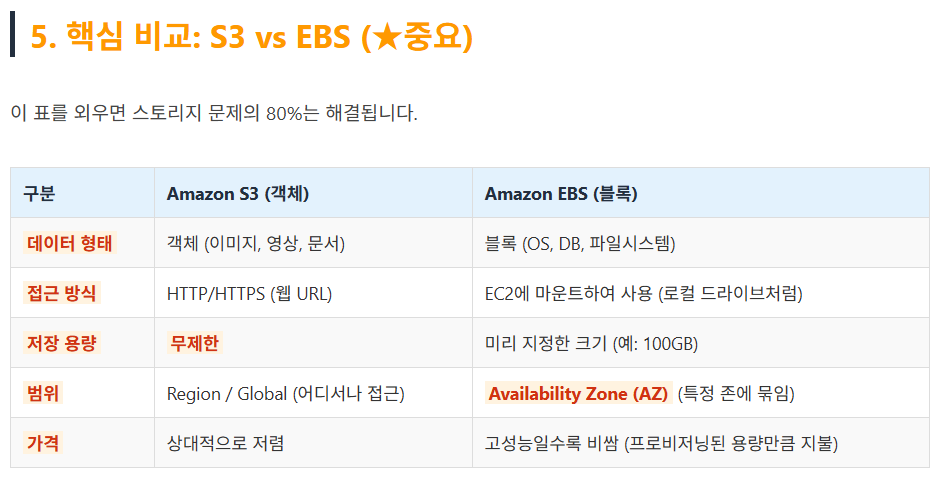 5. 핵심 비교: S3 vs EBS (★중요)
이 표를 외우면 스토리지 문제의 80%는 해결됩니다.
구분 Amazon S3 (객체) Amazon EBS (블록)
데이터 형태 객체 (이미지, 영상, 문서) 블록 (OS, DB, 파일시스템)
접근 방식 HTTP/HTTPS (웹 URL) EC2에 마운트하여 사용 (로컬 드라이브처럼)
저장 용량 무제한 미리 지정한 크기 (예: 100GB)
범위 Region / Global (어디서나 접근) Availability Zone (AZ) (특정 존에 묶임)
가격 상대적으로 저렴 고성능일수록 비쌈 (프로비저닝된 용량만큼 지불)